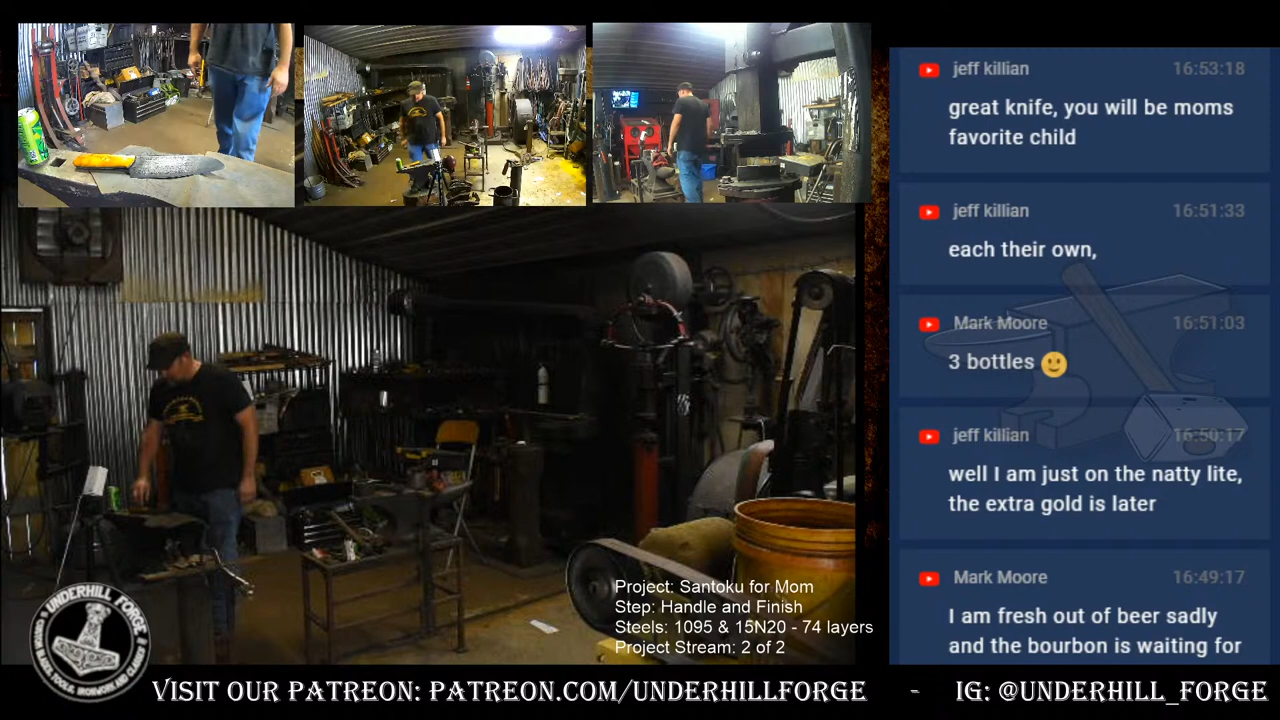 jeff killian 16:53:18
great knife, you will be moms
favorite child
jeff killian 16:51:33
each their own,
Mark Moore 16:51:03
3 bottles 🙂
jeff killian 16:50:17
well I am just on the natty lite,
the extra gold is later
Mark Moore 16:49:17
I am fresh out of beer sadly
and the bourbon is waiting for
Project: Santoku for Mom
Step: Handle and Finish
Steels: 1095 & 15N20 - 74 layers
Project Stream: 2 of 2
UNDERHILL FORGE
VISIT OUR PATREON: PATREON.COM/UNDERHILLFORGE - IG: @UNDERHILL_FORGE